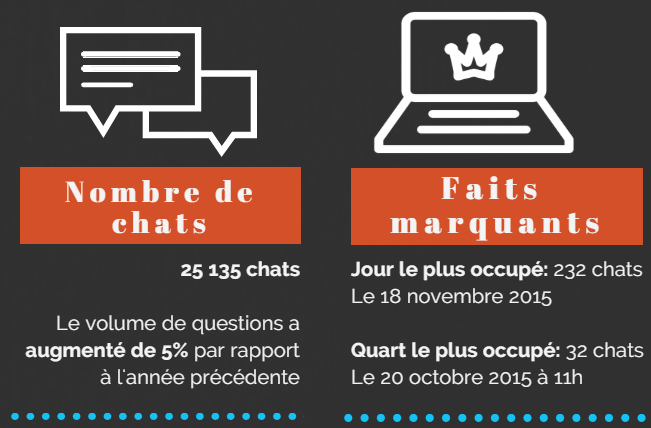 Nombre de
chats
25 135 chats
Le volume de questions a
augmenté de 5% par rapport
à l'année précédente
Faits
marquants
Jour le plus occupé: 232 chats
Le 18 novembre 2015
Quart le plus occupé: 32 chats
Le 20 octobre 2015 à 11h